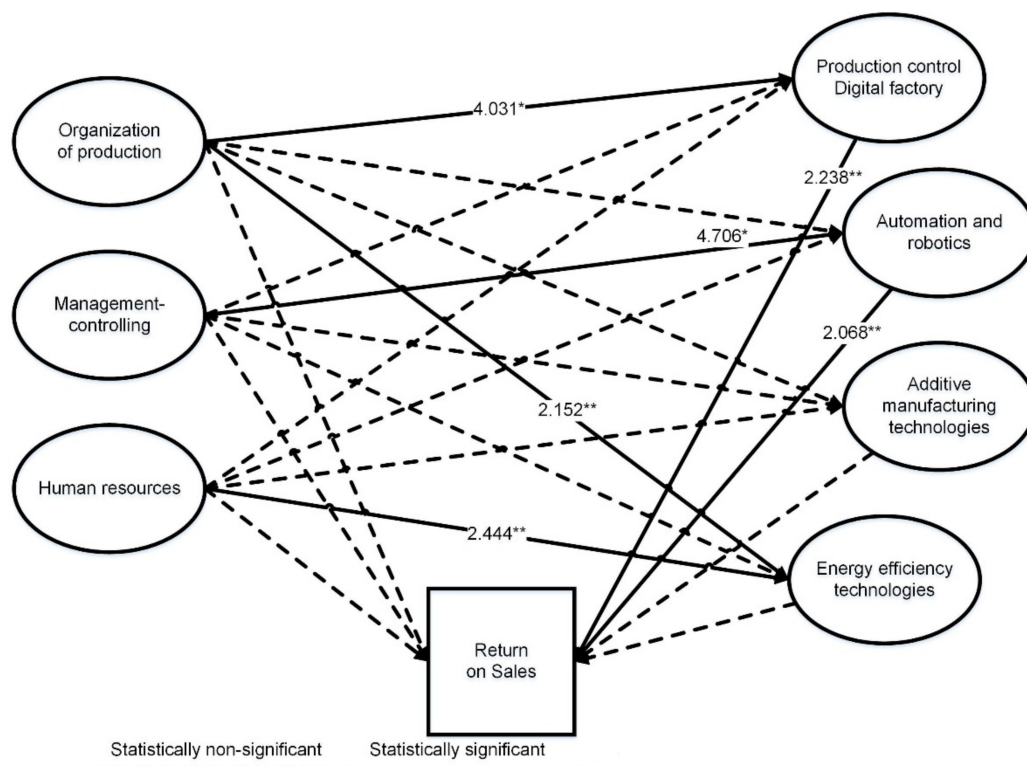 Production control
Digital factory
4.031*
Organization
of production
2.238**
Automation and
robotics
4.706*
Management-
controlling
2.068**
Additive
manufacturing
technologies
2.152**
Human resources
2.444**
Energy efficiency
technologies
Return
on Sales
Statistically non-significant
Statistically significant